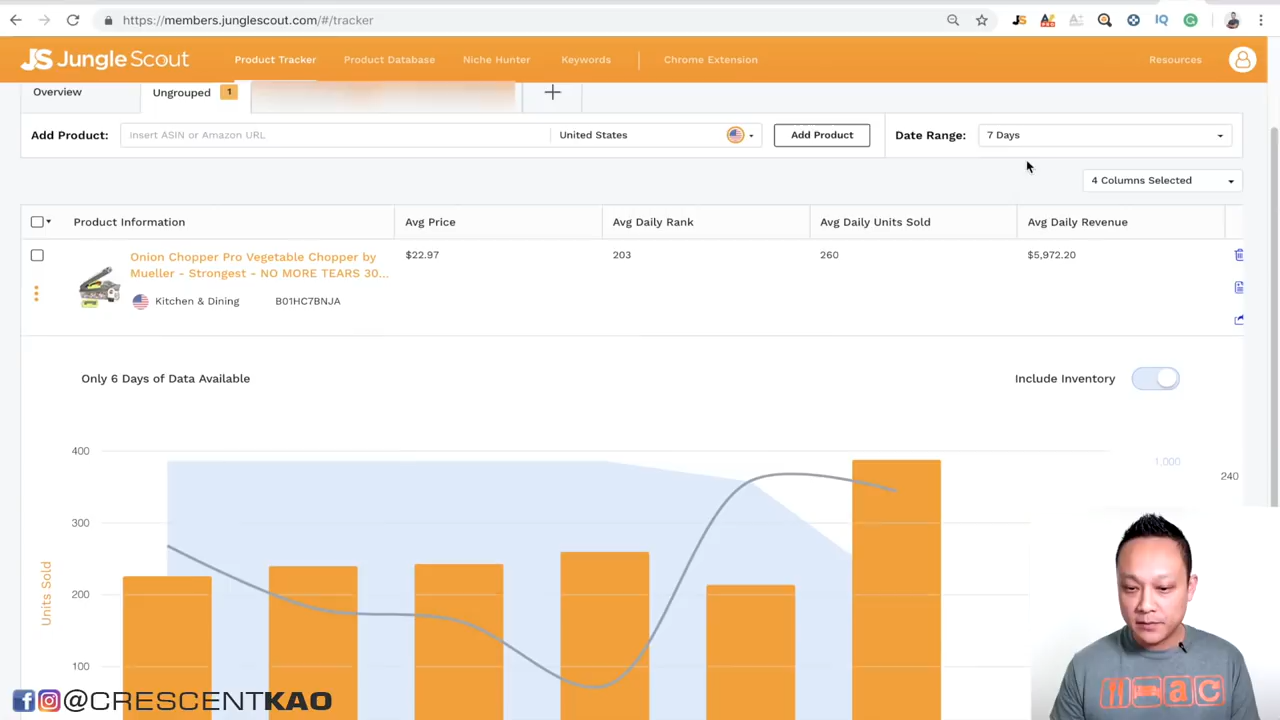 https://members.junglescout.com/#/tracker
JS
IQ
JS Jungle Scout
Product Tracker
Product Database
Niche Hunter
Keywords
Chrome Extension
Resources
Overview
Ungrouped 1
Add Product:
Insert ASIN or Amazon URL
United States
Add Product
Date Range:
7 Days
4 Columns Selected
Product Information
Avg Price
Avg Daily Rank
Avg Daily Units Sold
Avg Daily Revenue
Onion Chopper Pro Vegetable Chopper by
Mueller - Strongest - NO MORE TEARS 30...
Kitchen & Dining
B01HC7BNJA
$22.97
203
260
$5,972.20
Only 6 Days of Data Available
Include Inventory
400
300
200
100
Units Sold
1,000
240
@CRESCENTKAO